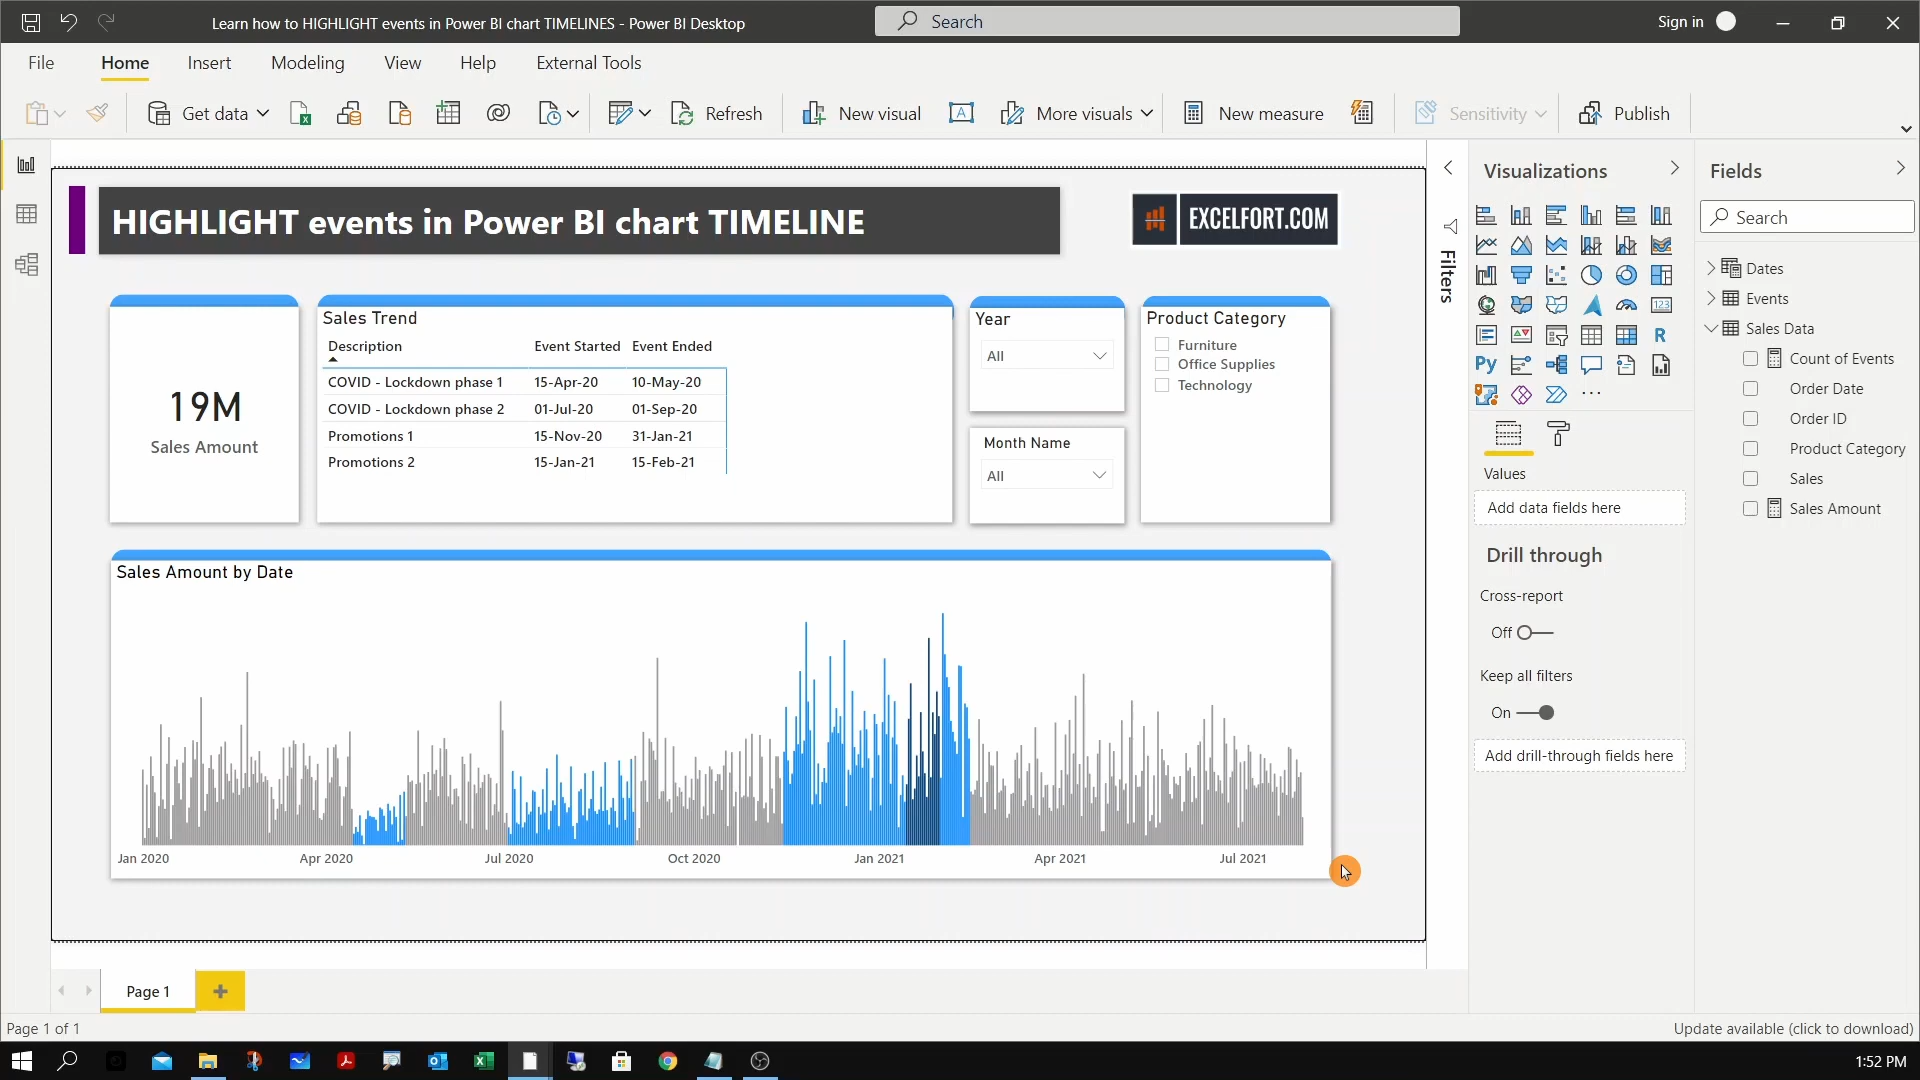 Learn how to HIGHLIGHT events in Power BI chart TIMELINES - Power BI Desktop
Search
Sign in
File Home Insert Modeling View Help External Tools
Get data Refresh New visual A More visuals New measure Sensitivity Publish
HIGHLIGHT events in Power BI chart TIMELINE
EXCELFORT.COM
19M
Sales Amount
Sales Trend
Description Event Started Event Ended
COVID - Lockdown phase 1 15-Apr-20 10-May-20
COVID - Lockdown phase 2 01-Jul-20 01-Sep-20
Promotions 1 15-Nov-20 31-Jan-21
Promotions 2 15-Jan-21 15-Feb-21
Year
All
Month Name
All
Product Category
Furniture
Office Supplies
Technology
Sales Amount by Date
Jan 2020 Apr 2020 Jul 2020 Oct 2020 Jan 2021 Apr 2021 Jul 2021
Filters
Visualizations
123
R
Py
Values
Add data fields here
Drill through
Cross-report
Off
Keep all filters
On
Add drill-through fields here
Fields
Search
Dates
Events
Sales Data
Count of Events
Order Date
Order ID
Product Category
Sales
Sales Amount
Page 1
Page 1 of 1
Update available (click to download)
1:52 PM